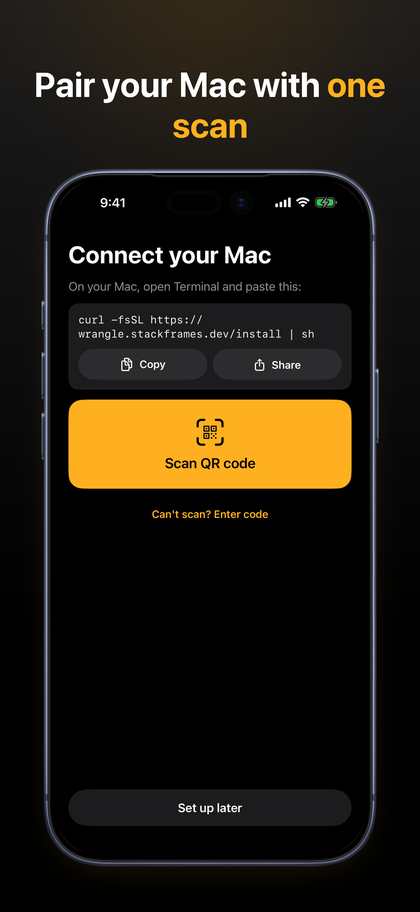 Pair your Mac with one
scan
9:41
Connect your Mac
On your Mac, open Terminal and paste this:
curl -fsSL https://
wrangle.stackframes.dev/install | sh
Copy
Share
Scan QR code
Can't scan? Enter code
Set up later